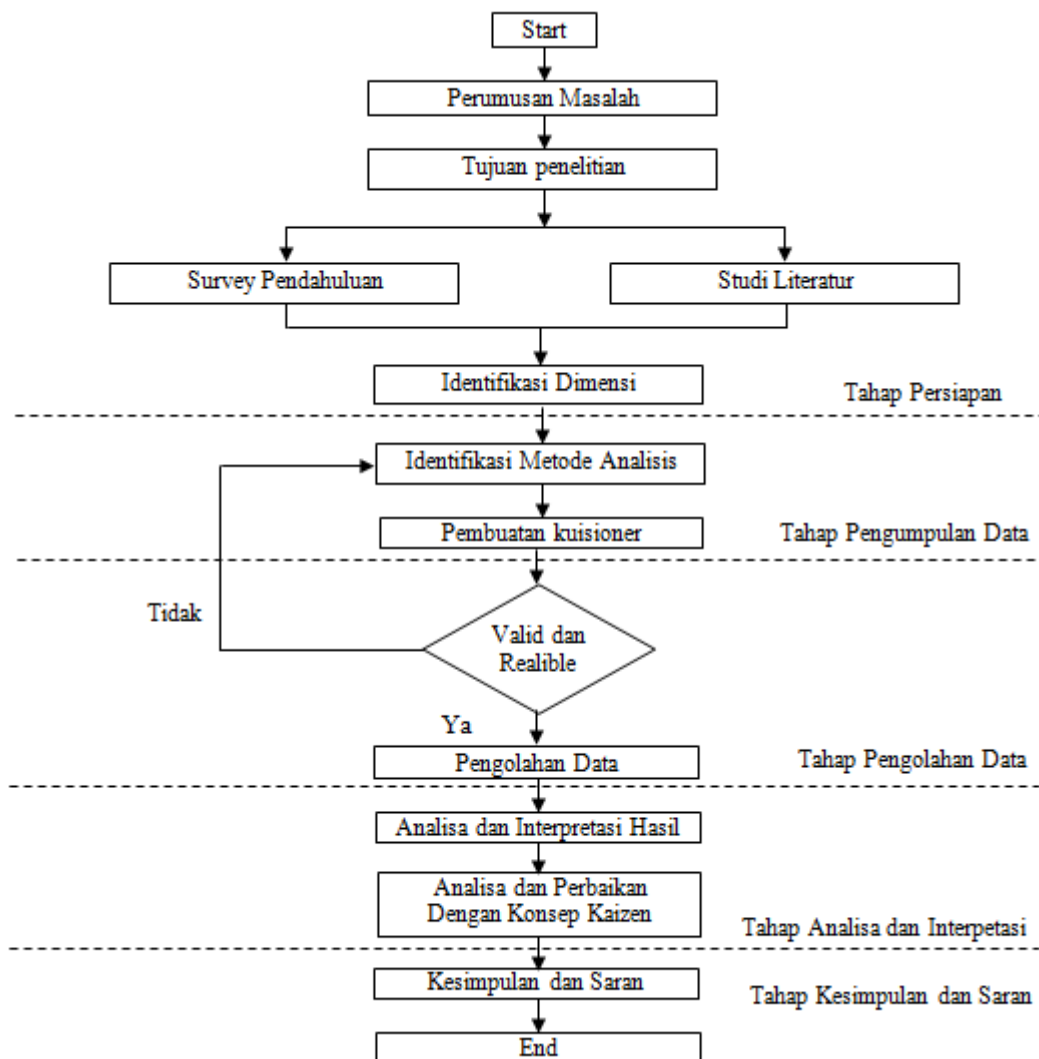 Start
Perumusan Masalah
Tujuan penelitian
Survey Pendahuluan
Studi Literatur
Identifikasi Dimensi
Tahap Persiapan
Identifikasi Metode Analisis
Pembuatan kuisioner
Tahap Pengumpulan Data
Tidak
Valid dan
Realible
Ya
Pengolahan Data
Tahap Pengolahan Data
Analisa dan Interpretasi Hasil
Analisa dan Perbaikan
Dengan Konsep Kaizen
Tahap Analisa dan Interpetasi
Kesimpulan dan Saran
Tahap Kesimpulan dan Saran
End